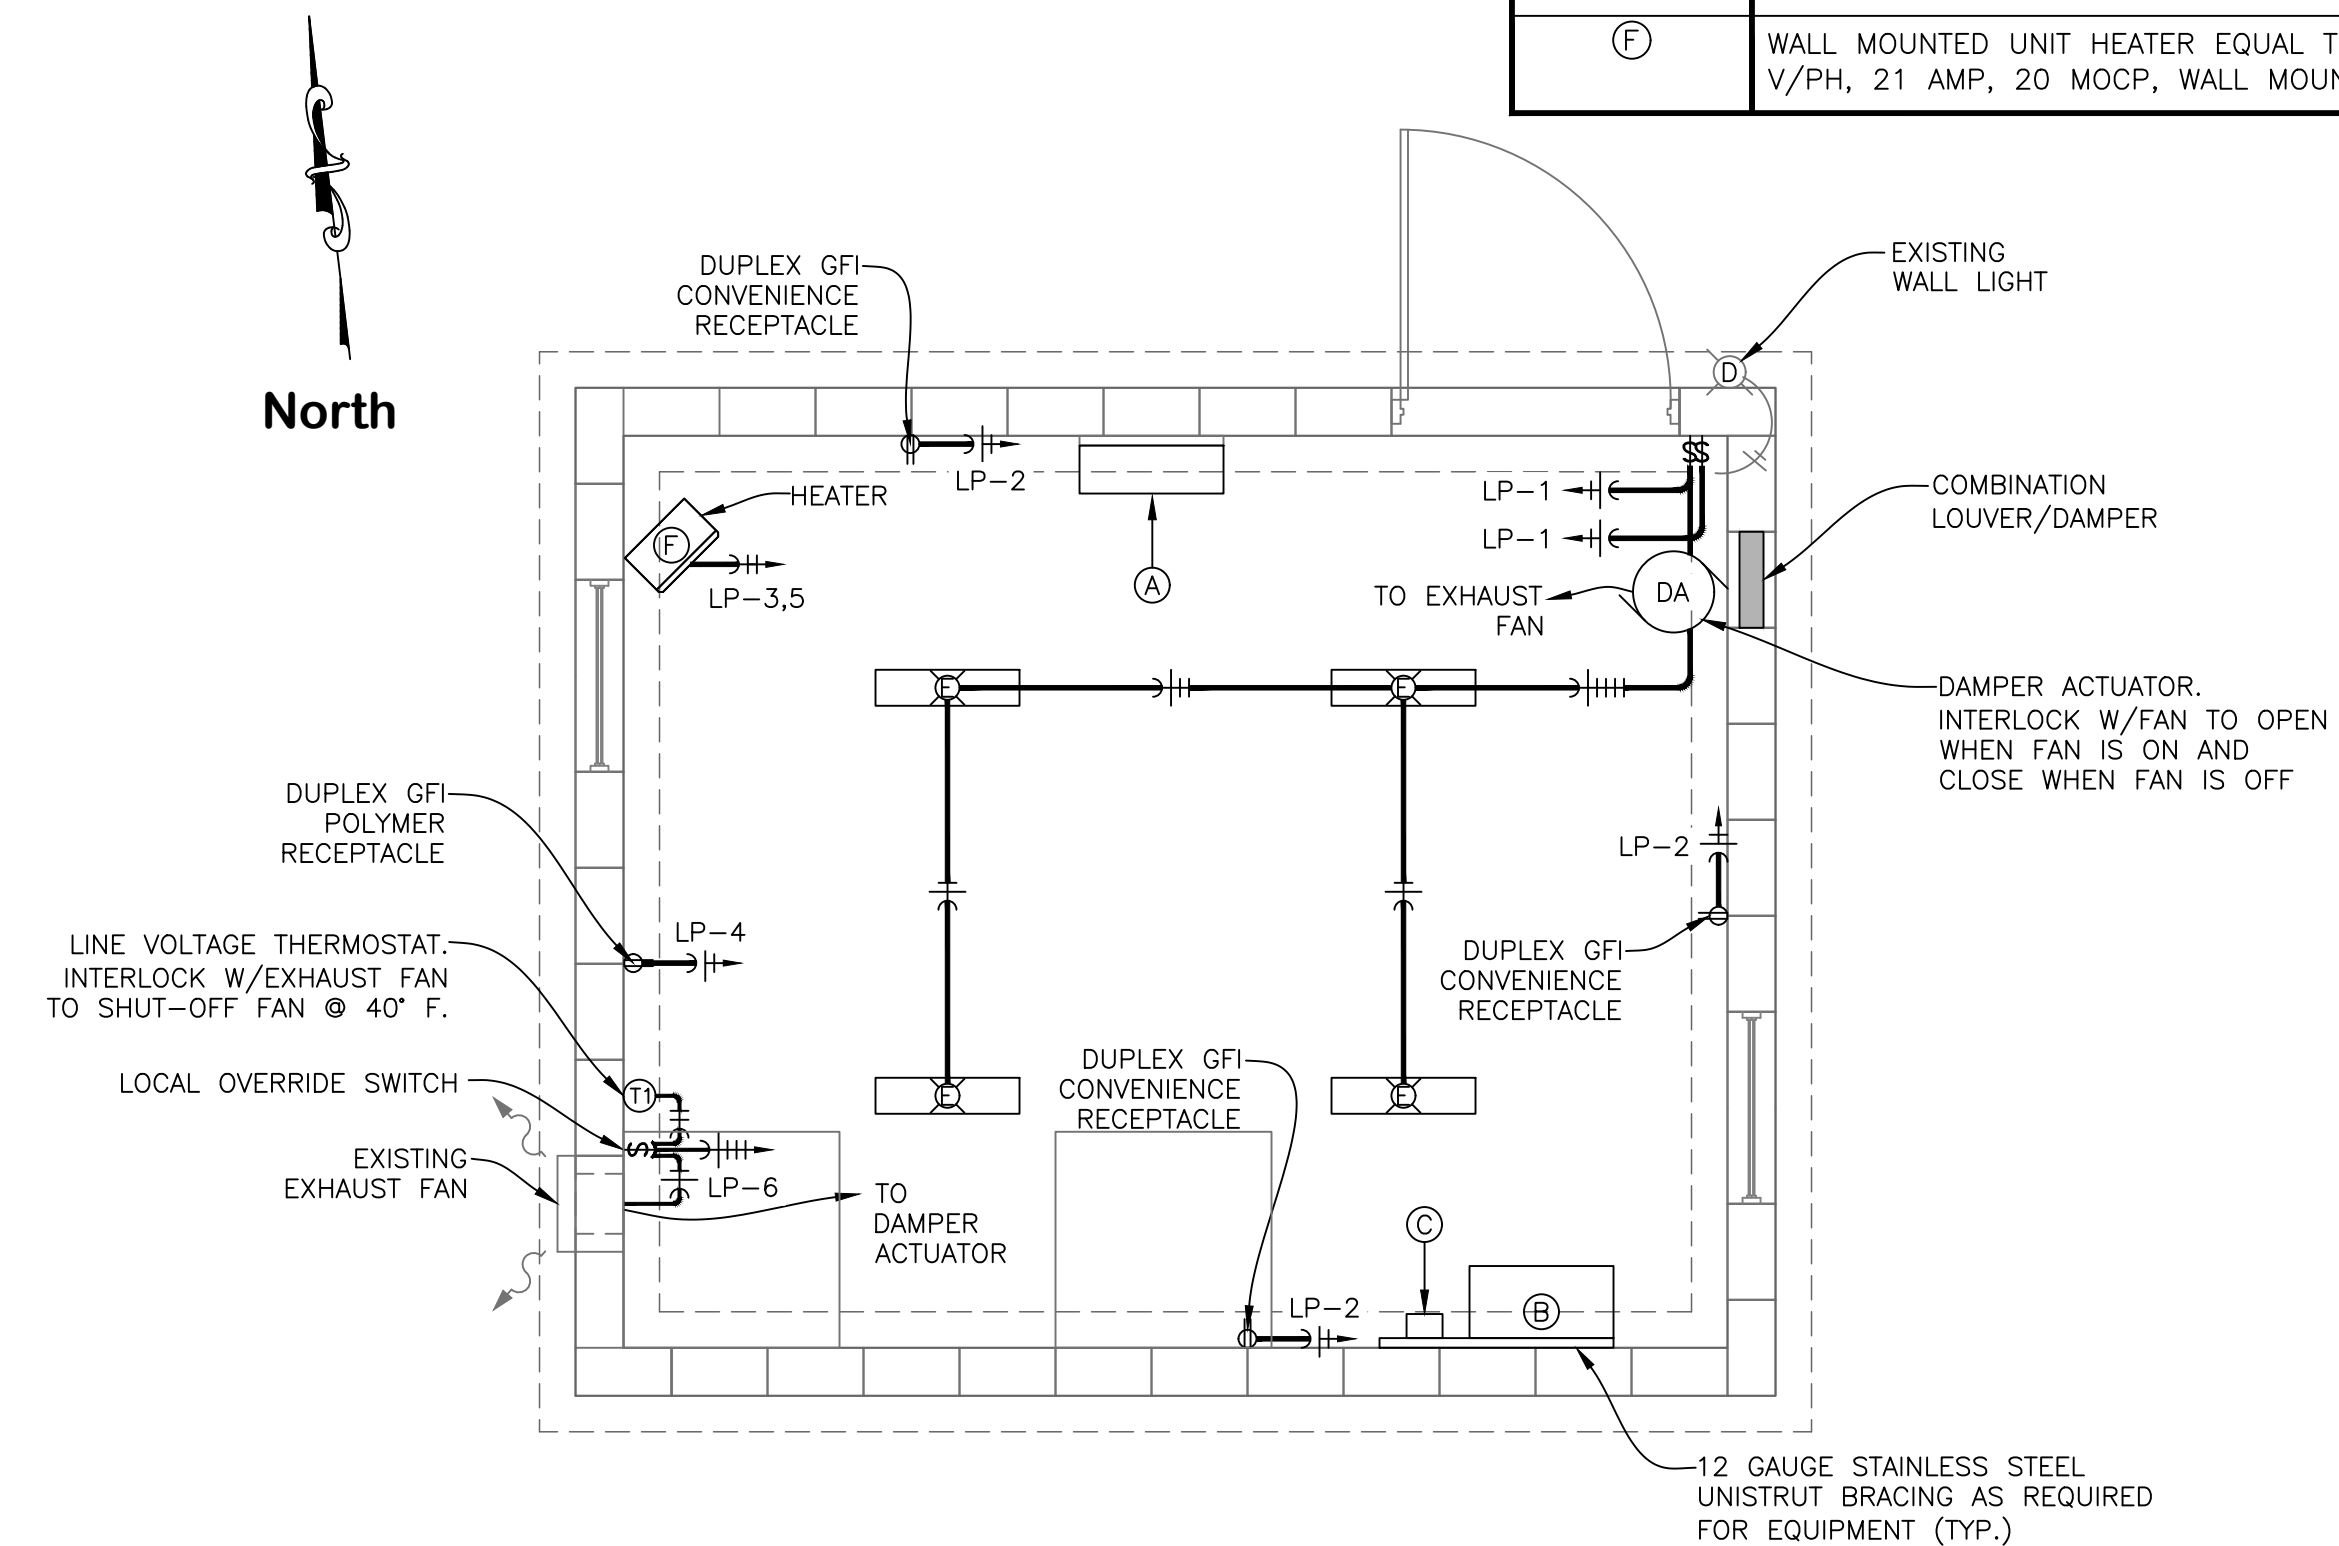 F
WALL MOUNTED UNIT HEATER EQUAL T
V/PH, 21 AMP, 20 MOCP, WALL MOUN
North
DUPLEX GFI
CONVENIENCE
RECEPTACLE
EXISTING
WALL LIGHT
D
LP-2
HEATER
F
LP-3,5
A
$$
LP-1
LP-1
COMBINATION
LOUVER/DAMPER
TO EXHAUST
FAN
DA
DAMPER ACTUATOR.
INTERLOCK W/FAN TO OPEN
WHEN FAN IS ON AND
CLOSE WHEN FAN IS OFF
E
E
DUPLEX GFI
POLYMER
RECEPTACLE
LP-4
LP-2
DUPLEX GFI
CONVENIENCE
RECEPTACLE
LINE VOLTAGE THERMOSTAT.
INTERLOCK W/EXHAUST FAN
TO SHUT-OFF FAN @ 40° F.
LOCAL OVERRIDE SWITCH
T1
$
EXISTING
EXHAUST FAN
LP-6
TO
DAMPER
ACTUATOR
E
E
DUPLEX GFI
CONVENIENCE
RECEPTACLE
LP-2
C
B
12 GAUGE STAINLESS STEEL
UNISTRUT BRACING AS REQUIRED
FOR EQUIPMENT (TYP.)